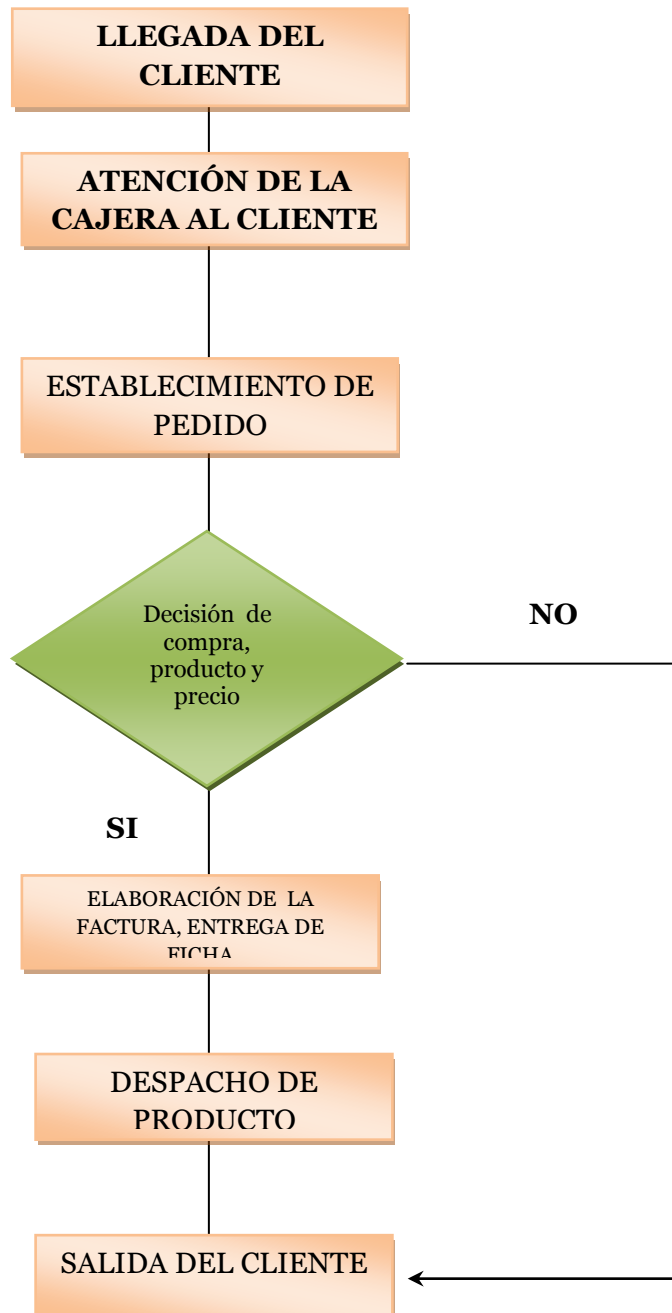 LLEGADA DEL
CLIENTE
ATENCIÓN DE LA
CAJERA AL CLIENTE
ESTABLECIMIENTO DE
PEDIDO
Decisión de
compra,
producto y
precio
NO
SI
ELABORACIÓN DE LA
FACTURA, ENTREGA DE
FICHA
DESPACHO DE
PRODUCTO
SALIDA DEL CLIENTE